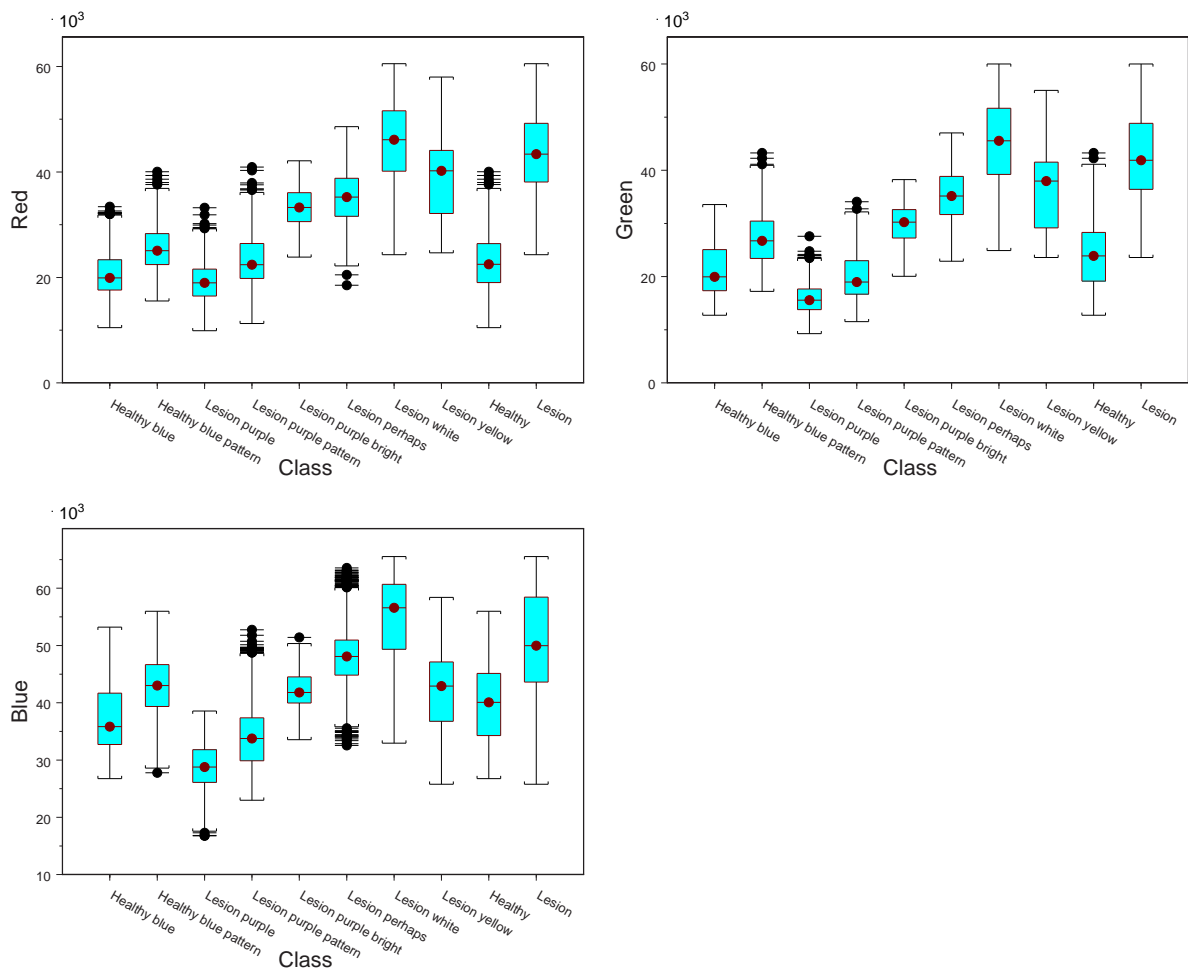 · 10³
Red
60
40
20
0
Healthy blue
Healthy blue pattern
Lesion purple
Lesion purple pattern
Lesion purple bright
Lesion perhaps
Lesion white
Lesion yellow
Healthy
Lesion
Class
· 10³
Green
60
40
20
0
Healthy blue
Healthy blue pattern
Lesion purple
Lesion purple pattern
Lesion purple bright
Lesion perhaps
Lesion white
Lesion yellow
Healthy
Lesion
Class
· 10³
Blue
60
50
40
30
20
10
Healthy blue
Healthy blue pattern
Lesion purple
Lesion purple pattern
Lesion purple bright
Lesion perhaps
Lesion white
Lesion yellow
Healthy
Lesion
Class